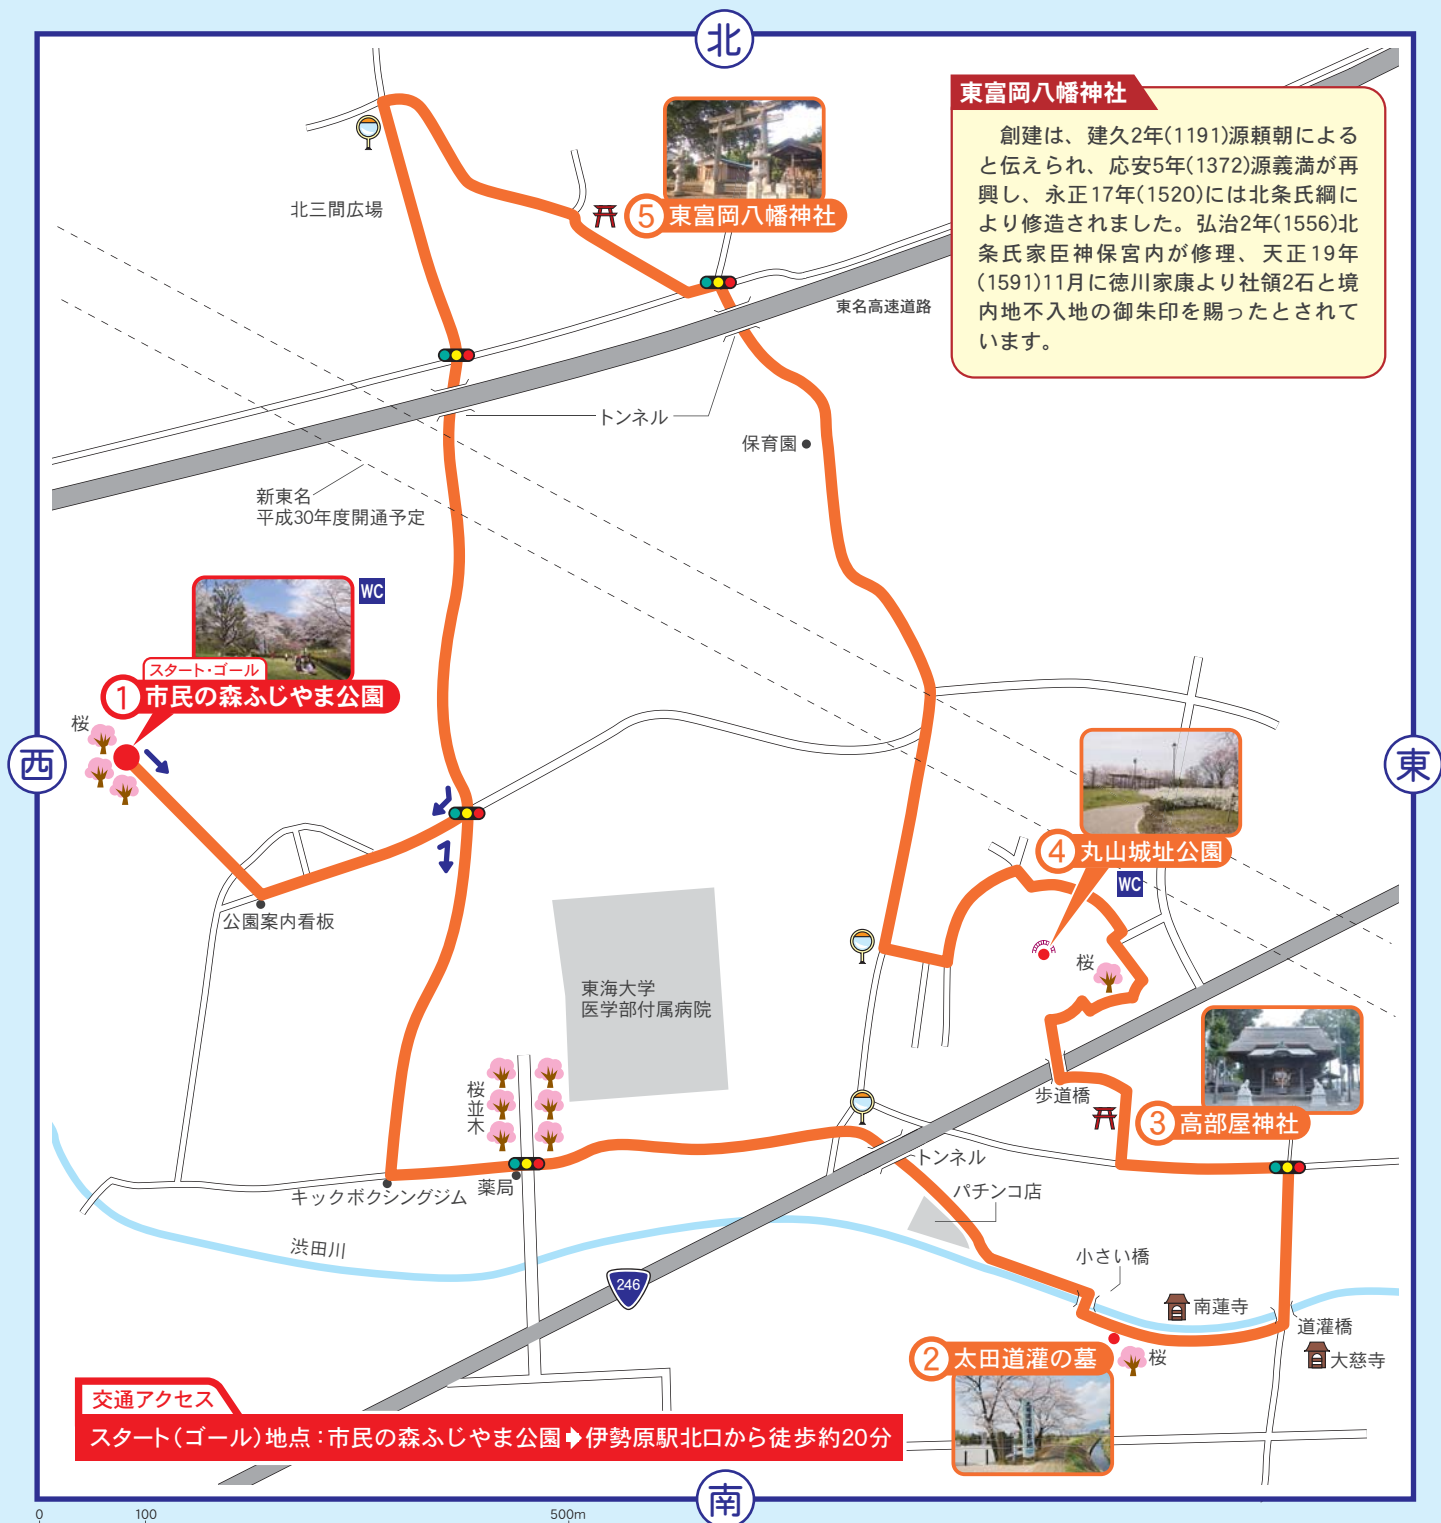 北
東富岡八幡神社
創建は、建久2年(1191)源頼朝による
と伝えられ、応安5年(1372)源義満が再
興し、永正17年(1520)には北条氏綱に
より修造されました。弘治2年(1556)北
条氏家臣神保宮内が修理、天正19年
(1591)11月に徳川家康より社領2石と境
内地不入地の御朱印を賜ったとされて
います。
北三間広場
⑤ 東富岡八幡神社
東名高速道路
トンネル
保育園
新東名
平成30年度開通予定
WC
スタート・ゴール
① 市民の森ふじやま公園
桜
西
東
④ 丸山城址公園
WC
公園案内看板
桜
東海大学
医学部付属病院
桜並木
歩道橋
③ 高部屋神社
トンネル
キックボクシングジム
薬局
パチンコ店
渋田川
小さい橋
246
南蓮寺
道灌橋
② 太田道灌の墓
桜
大慈寺
交通アクセス
スタート(ゴール)地点:市民の森ふじやま公園➡伊勢原駅北口から徒歩約20分
南
0 100 500m